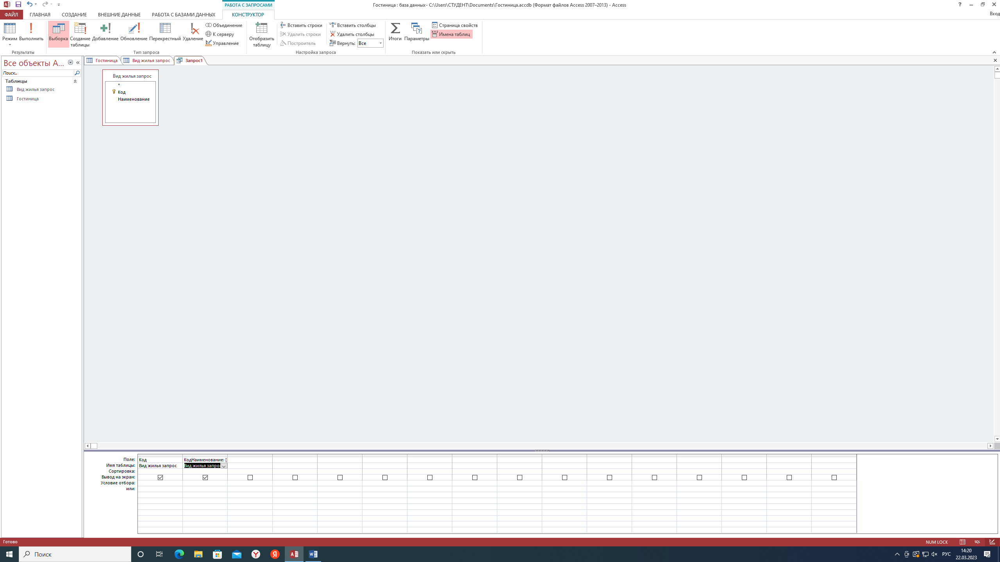 РАБОТА С ЗАПРОСАМИ
Гостиница : база данных- C:\Users\СТУДЕНТ\Documents\Гостиница.accdb (Формат файлов Access 2007–2013) - Access
?
ФАЙЛ ГЛАВНАЯ СОЗДАНИЕ ВНЕШНИЕ ДАННЫЕ РАБОТА С БАЗАМИ ДАННЫХ КОНСТРУКТОР
Вход
Режим
Выполнить
Результаты
Выборка
Создание таблицы
Добавление
Обновление
Перекрестный
Удаление
Объединение
К серверу
Управление
Тип запроса
Отобразить таблицу
Вставить строки
Удалить строки
Построитель
Вставить столбцы
Удалить столбцы
Вернуть: Все
Настройка запроса
Итоги
Параметры
Страница свойств
XYZ
Имена таблиц
Показать или скрыть
Все объекты А...
Поиск...
Таблицы
Вид жилья запрос
Гостиница
Гостиница
Вид жилья запрос
Запрос1
Вид жилья запрос
*
Код
Наименование
Поле: Код КодНаименование: [
Имя таблицы: Вид жилья запрос Вид жилья запро
Сортировка:
Вывод на экран:
Условие отбора:
или:
Готово
NUM LOCK
SQL
Поиск
РУС
14:20
22.03.2023